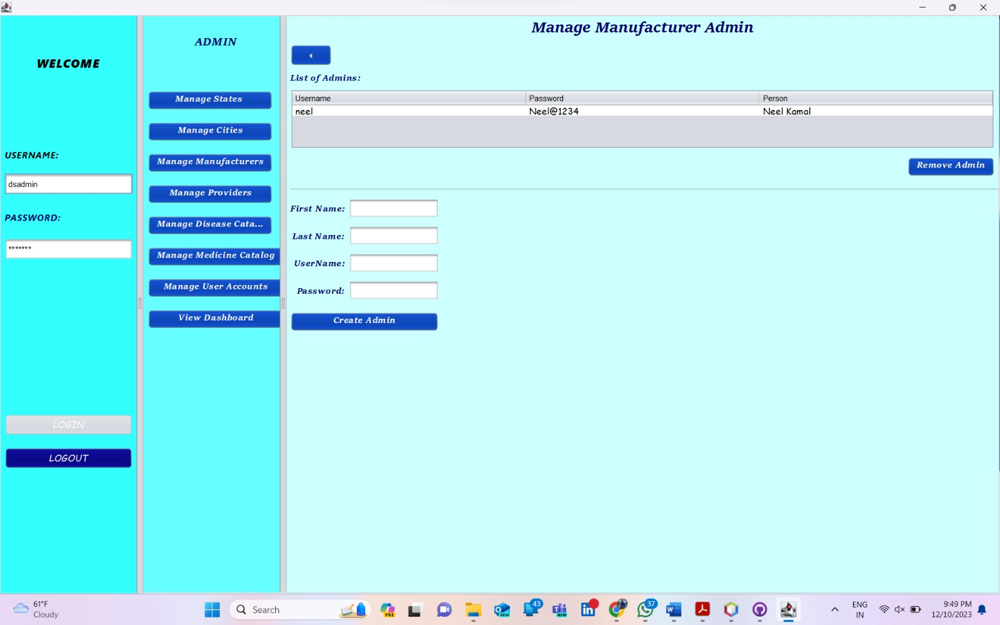 WELCOME
USERNAME:
dsadmin
PASSWORD:
*******
LOGIN
LOGOUT
ADMIN
Manage States
Manage Cities
Manage Manufacturers
Manage Providers
Manage Disease Cata...
Manage Medicine Catalog
Manage User Accounts
View Dashboard
Manage Manufacturer Admin
<
List of Admins:
Username Password Person
neel Neel@1234 Neel Kamal
Remove Admin
First Name:
Last Name:
UserName:
Password:
Create Admin
61°F
Cloudy
Search
PRE
NEW
43
NEW
37
ENG
IN
9:49 PM
12/10/2023